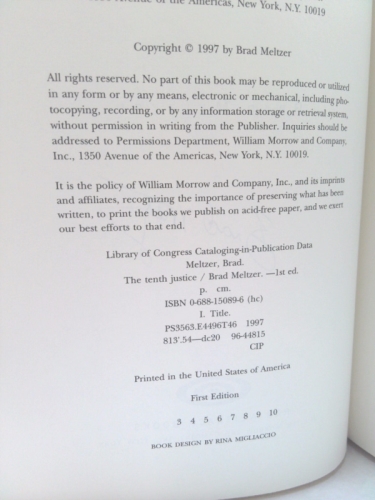 1350 Avenue of the Americas, New York, N.Y. 10019
Copyright © 1997 by Brad Meltzer
All rights reserved. No part of this book may be reproduced or utilized
in any form or by any means, electronic or mechanical, including pho-
tocopying, recording, or by any information storage or retrieval system,
without permission in writing from the Publisher. Inquiries should be
addressed to Permissions Department, William Morrow and Company,
Inc., 1350 Avenue of the Americas, New York, N.Y. 10019.
It is the policy of William Morrow and Company, Inc., and its imprints
and affiliates, recognizing the importance of preserving what has been
written, to print the books we publish on acid-free paper, and we exert
our best efforts to that end.
Library of Congress Cataloging-in-Publication Data
Meltzer, Brad.
The tenth justice / Brad Meltzer. —1st ed.
p. cm.
ISBN 0-688-15089-6 (hc)
I. Title.
PS3563.E4496T46 1997
813'.54—dc20 96-44815
CIP
Printed in the United States of America
First Edition
3 4 5 6 7 8 9 10
BOOK DESIGN BY RINA MIGLIACCIO